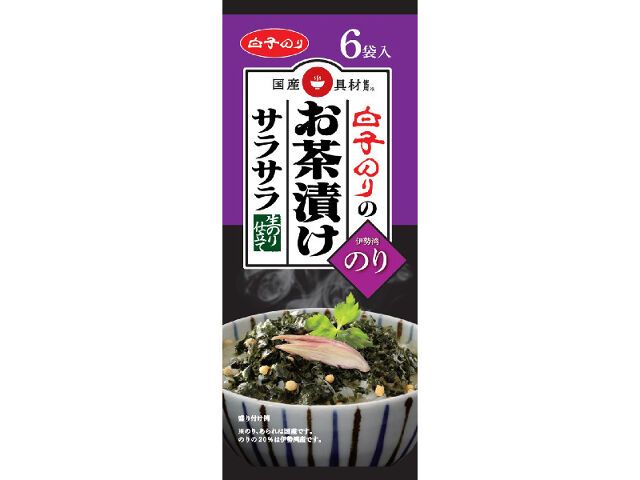 白子のり
6袋入
国産 具材使用※
白子のりの
お茶漬け
サラサラ
生のり
仕立て
伊勢湾
のり
盛り付け例
※のり、あられは国産です。
のりの20%は伊勢湾産です。